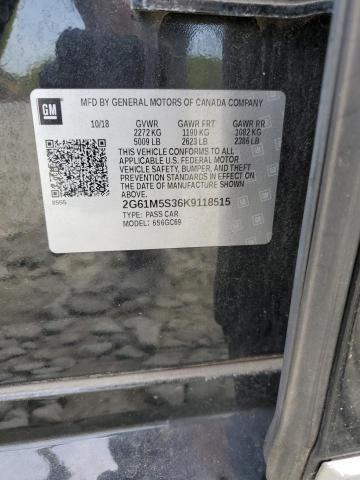 GM
MFD BY GENERAL MOTORS OF CANADA COMPANY
10/18 GVWR GAWR FRT GAWR RR
2272 KG 1190 KG 1082 KG
5009 LB 2623 LB 2386 LB
THIS VEHICLE CONFORMS TO ALL
APPLICABLE U.S. FEDERAL MOTOR
VEHICLE SAFETY, BUMPER, AND THEFT
PREVENTION STANDARDS IN EFFECT ON
THE DATE OF MANUFACTURE SHOWN ABOVE.
2G61M5S36K9118515
TYPE: PASS CAR
MODEL: 6S6GC69